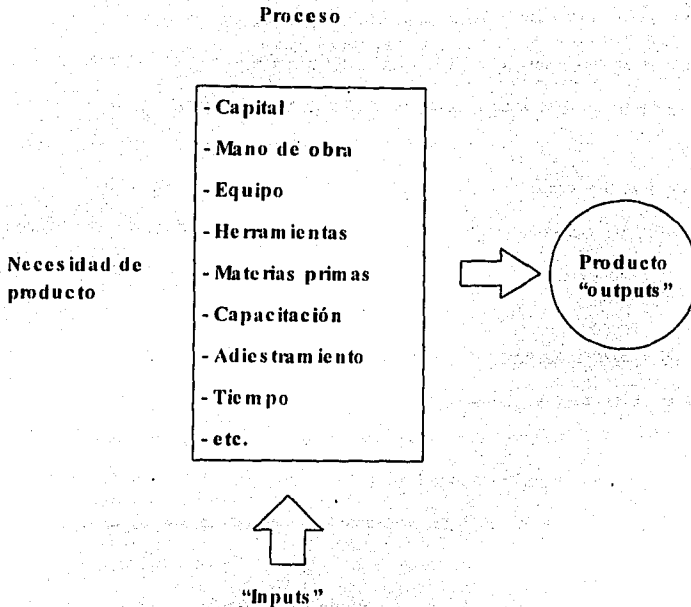 Proceso
- Capital
- Mano de obra
- Equipo
- Herramientas
- Materias primas
- Capacitación
- Adiestramiento
- Tiempo
- etc.
Necesidad de
producto
Producto
“outputs”
“Inputs”